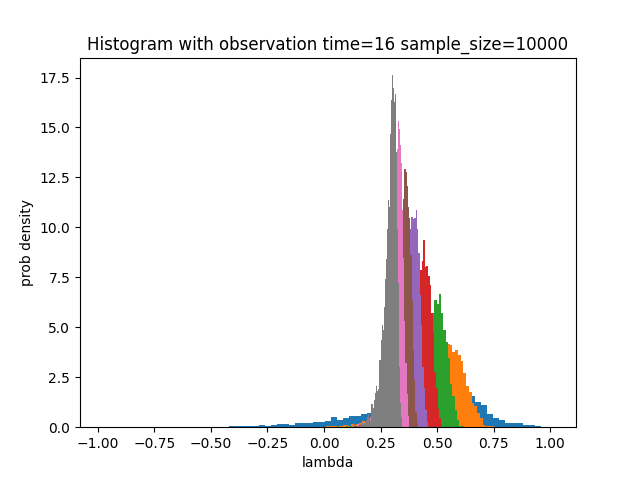 Histogram with observation time=16 sample_size=10000
17.5
15.0
12.5
10.0
7.5
5.0
2.5
0.0
prob density
−1.00 −0.75 −0.50 −0.25 0.00 0.25 0.50 0.75 1.00
lambda